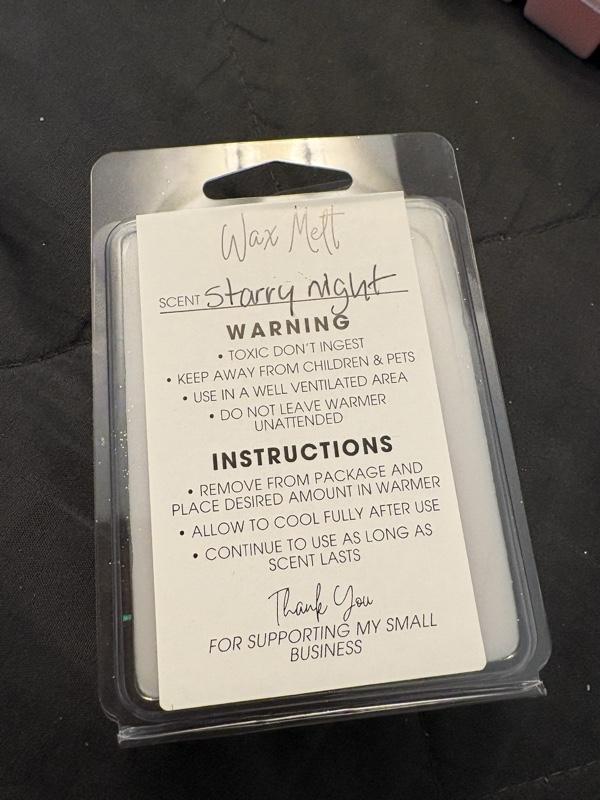 Wax Melt
SCENT Starry night
WARNING
• TOXIC DON'T INGEST
• KEEP AWAY FROM CHILDREN & PETS
• USE IN A WELL VENTILATED AREA
• DO NOT LEAVE WARMER
UNATTENDED
INSTRUCTIONS
• REMOVE FROM PACKAGE AND
PLACE DESIRED AMOUNT IN WARMER
• ALLOW TO COOL FULLY AFTER USE
• CONTINUE TO USE AS LONG AS
SCENT LASTS
Thank You
FOR SUPPORTING MY SMALL
BUSINESS